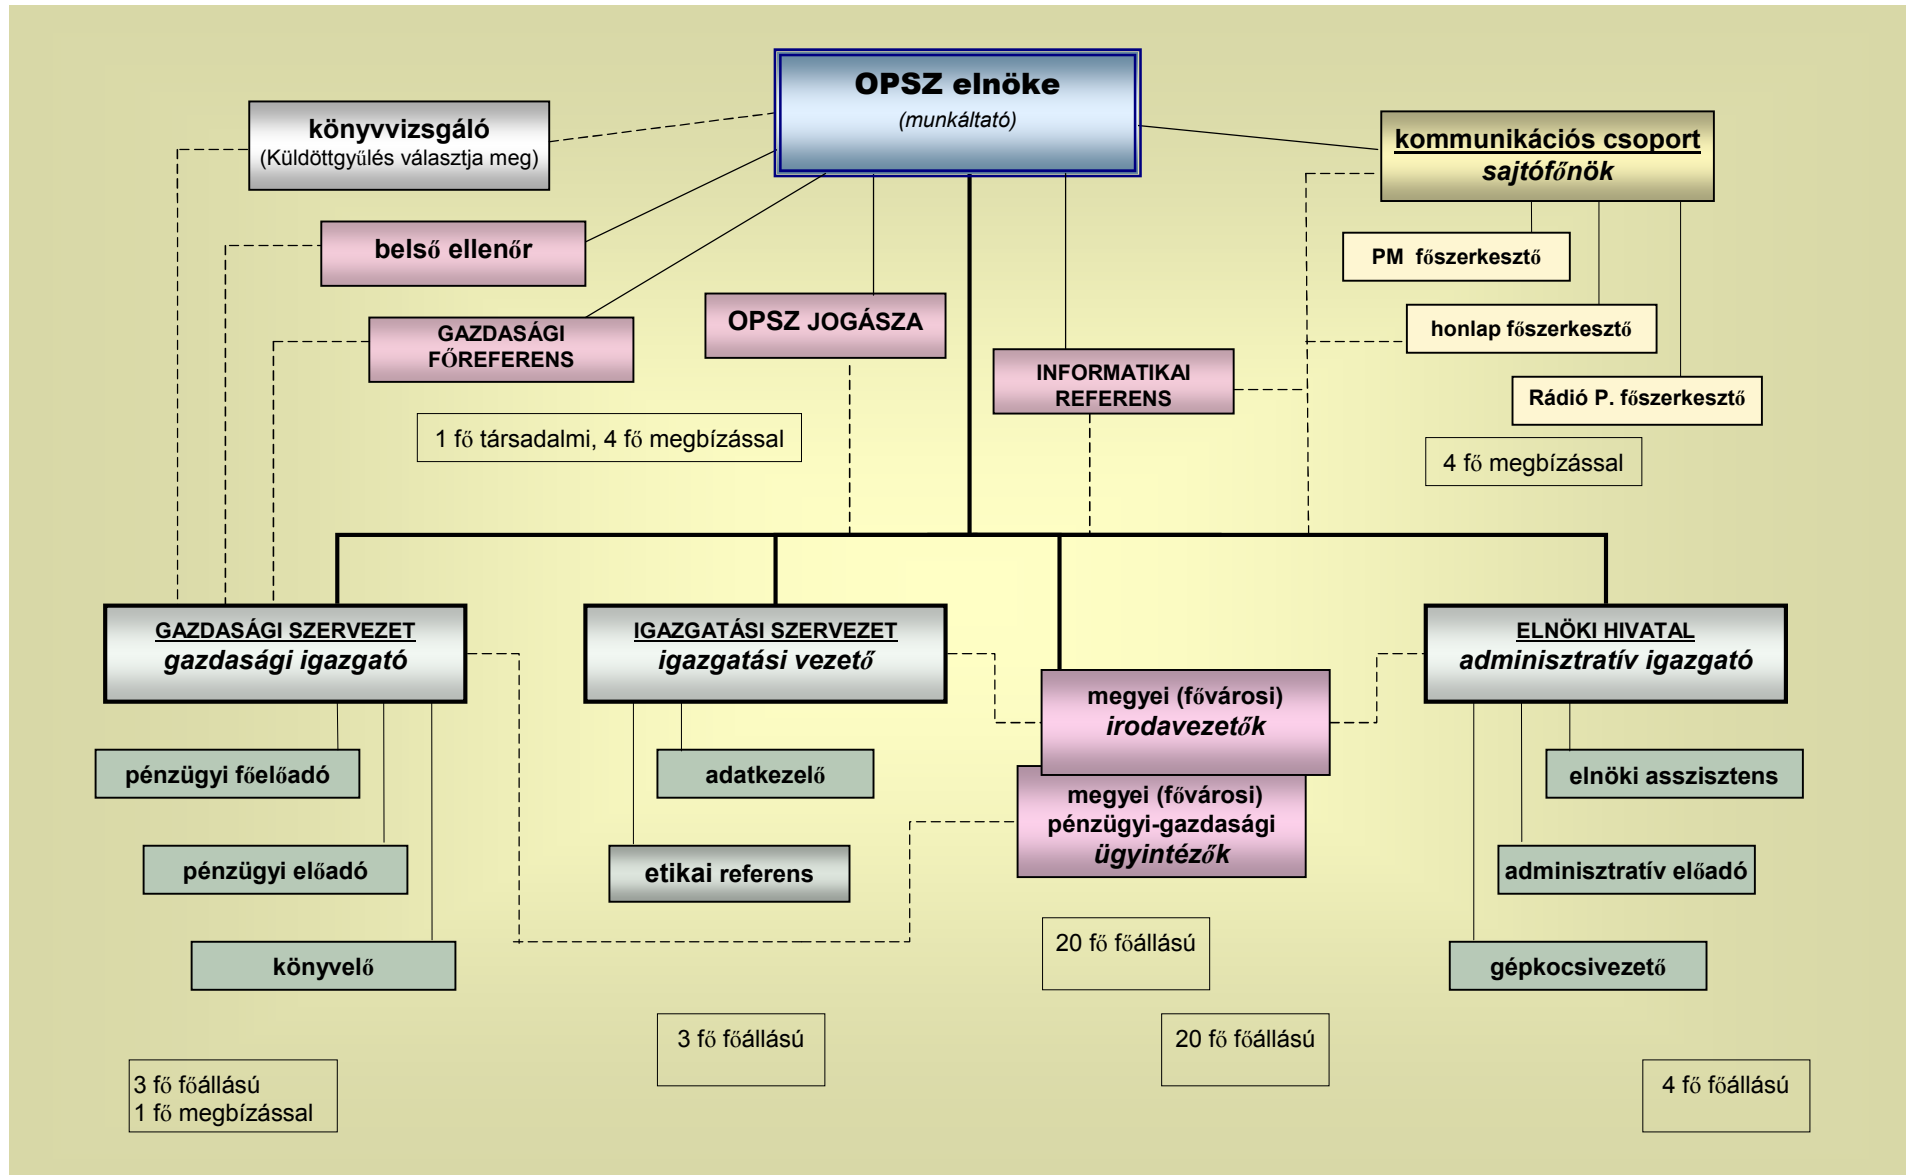 OPSZ elnöke
(munkáltató)
könyvvizsgáló
(Küldöttgyűlés választja meg)
kommunikációs csoport
sajtófőnök
belső ellenőr
PM főszerkesztő
OPSZ JOGÁSZA
honlap főszerkesztő
GAZDASÁGI
FŐREFERENS
INFORMATIKAI
REFERENS
Rádió P. főszerkesztő
1 fő társadalmi, 4 fő megbízással
4 fő megbízással
GAZDASÁGI SZERVEZET
gazdasági igazgató
IGAZGATÁSI SZERVEZET
igazgatási vezető
ELNÖKI HIVATAL
adminisztratív igazgató
megyei (fővárosi)
irodavezetők
pénzügyi főelőadó
adatkezelő
elnöki asszisztens
megyei (fővárosi)
pénzügyi-gazdasági
ügyintézők
pénzügyi előadó
etikai referens
adminisztratív előadó
20 fő főállású
könyvelő
gépkocsivezető
3 fő főállású
20 fő főállású
3 fő főállású
1 fő megbízással
4 fő főállású